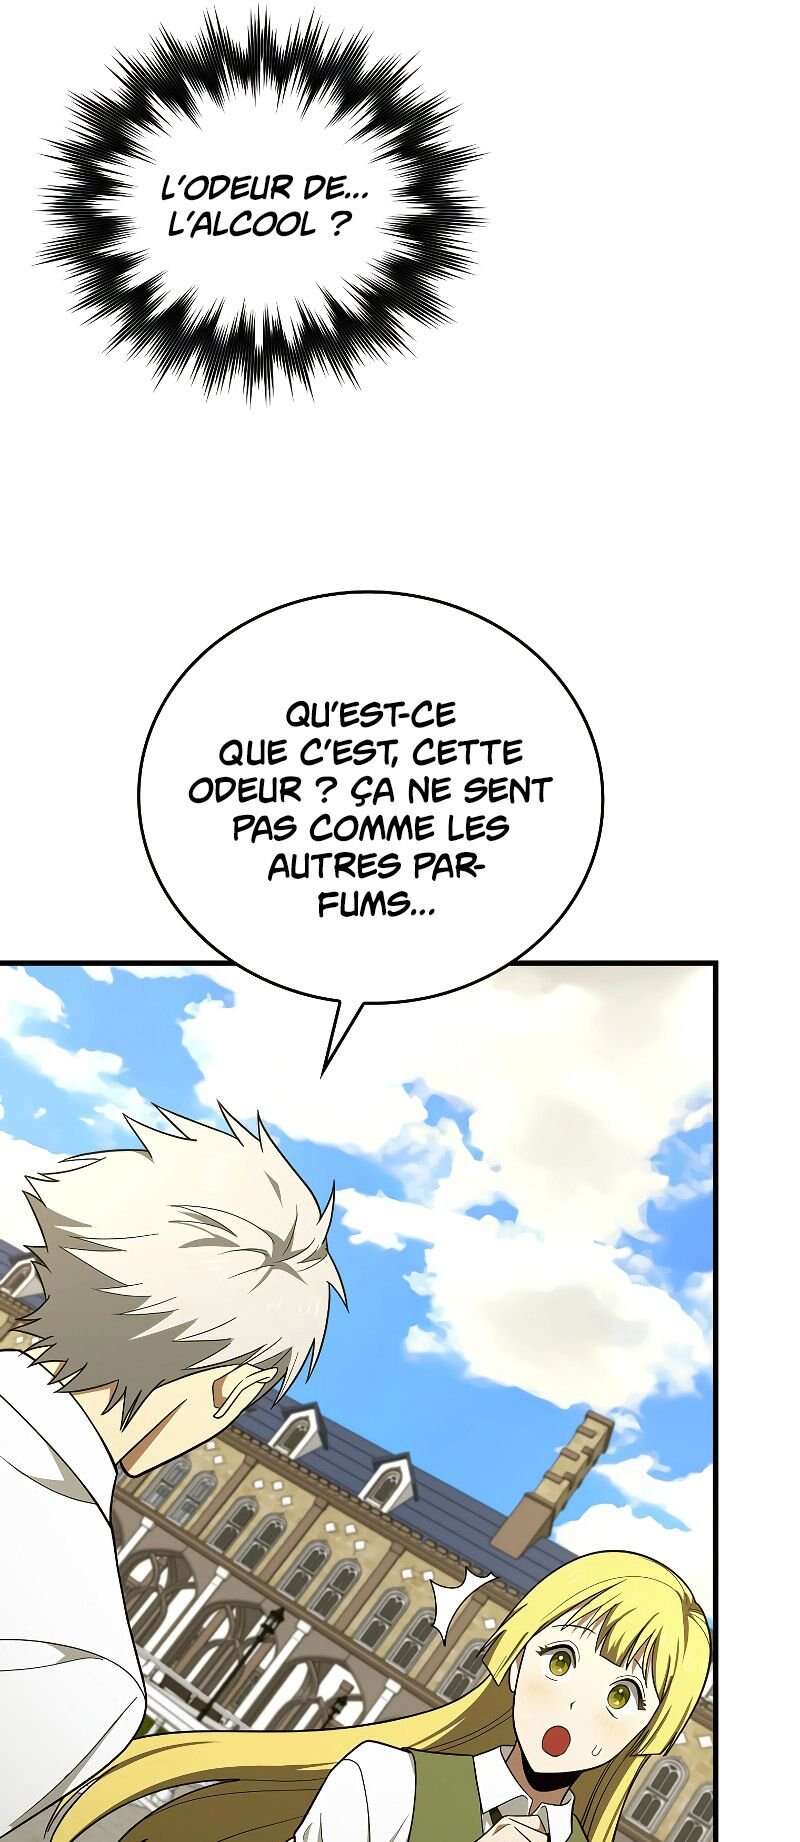 L'ODEUR DE...
L'ALCOOL ?
QU'EST-CE
QUE C'EST, CETTE
ODEUR ? ÇA NE SENT
PAS COMME LES
AUTRES PAR-
FUMS...